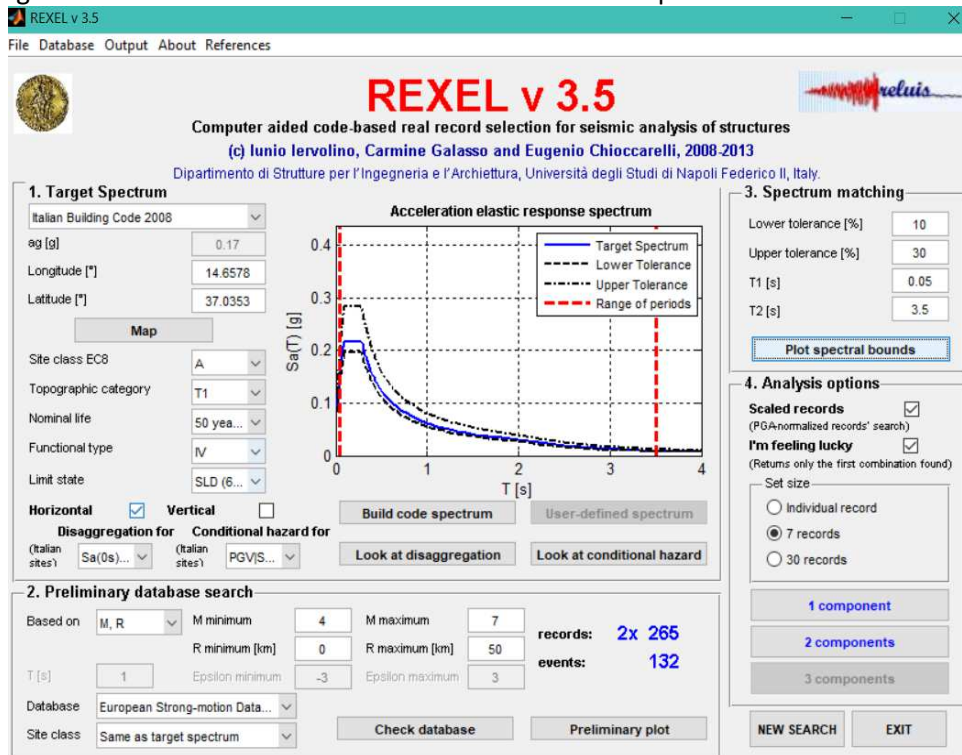 REXEL v 3.5
File Database Output About References
REXEL v 3.5
reluis
Computer aided code-based real record selection for seismic analysis of structures
(c) Iunio Iervolino, Carmine Galasso and Eugenio Chioccarelli, 2008-2013
Dipartimento di Strutture per l'Ingegneria e l'Archiettura, Università degli Studi di Napoli Federico II, Italy.
1. Target Spectrum
Italian Building Code 2008
ag [g] 0.17
Longitude [°] 14.6578
Latitude [°] 37.0353
Map
Site class EC8 A
Topographic category T1
Nominal life 50 yea...
Functional type IV
Limit state SLD (6...
Horizontal Vertical
Disaggregation for Conditional hazard for
(Italian sites) Sa(0s)... (Italian sites) PGV|S...
Acceleration elastic response spectrum
Target Spectrum
Lower Tolerance
Upper Tolerance
Range of periods
Sa(T) [g]
0.4
0.3
0.2
0.1
0
0 1 2 3 4
T [s]
Build code spectrum User-defined spectrum
Look at disaggregation Look at conditional hazard
2. Preliminary database search
Based on M, R M minimum 4 M maximum 7
R minimum [km] 0 R maximum [km] 50
T [s] 1 Epsilon minimum -3 Epsilon maximum 3
records: 2x 265
events: 132
Database European Strong-motion Data...
Site class Same as target spectrum
Check database Preliminary plot
3. Spectrum matching
Lower tolerance [%] 10
Upper tolerance [%] 30
T1 [s] 0.05
T2 [s] 3.5
Plot spectral bounds
4. Analysis options
Scaled records
(PGA-normalized records' search)
I'm feeling lucky
(Returns only the first combination found)
Set size
Individual record
7 records
30 records
1 component
2 components
3 components
NEW SEARCH EXIT